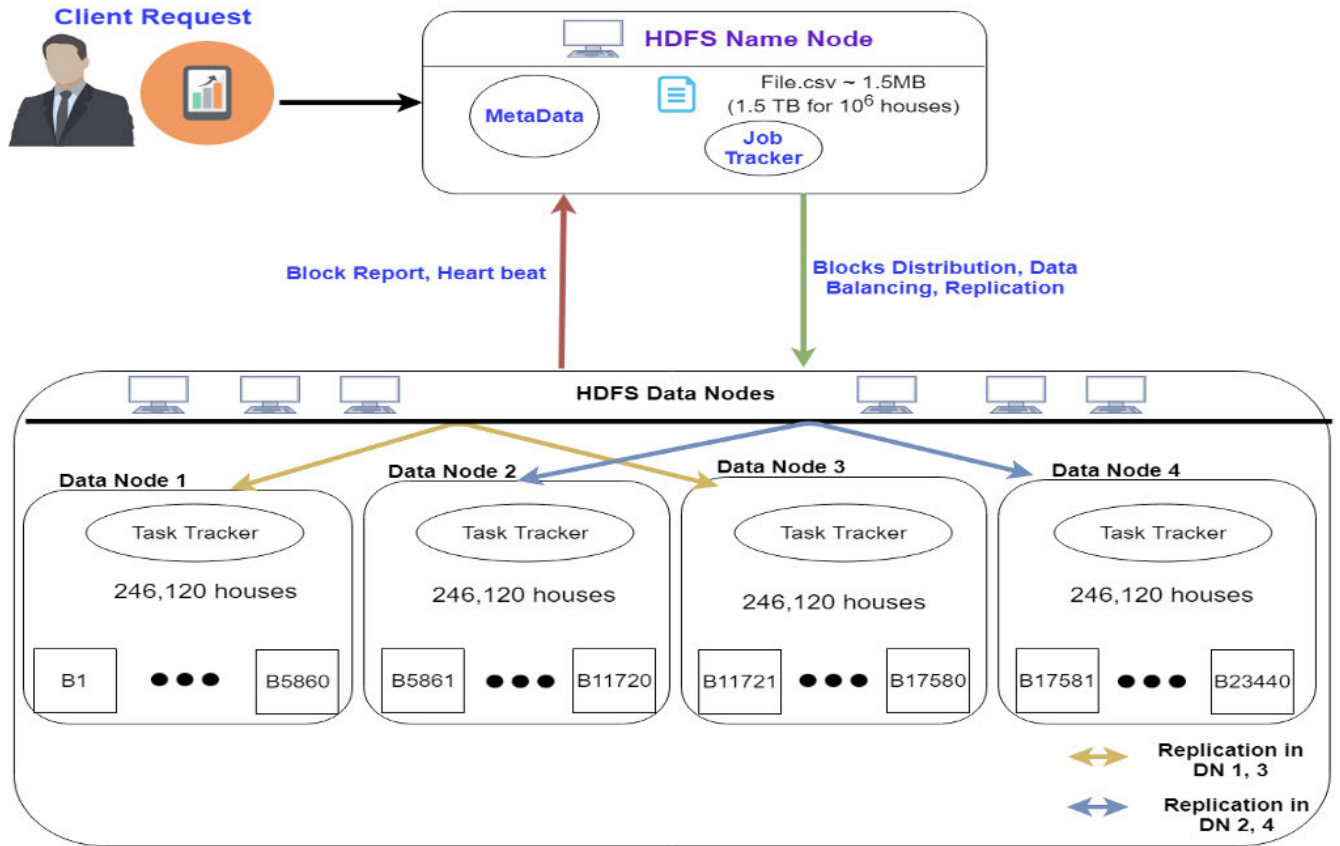 Client Request
HDFS Name Node
MetaData
File.csv ~ 1.5MB
(1.5 TB for 10⁶ houses)
Job
Tracker
Block Report, Heart beat
Blocks Distribution, Data
Balancing, Replication
HDFS Data Nodes
Data Node 1
Task Tracker
246,120 houses
B1
B5860
Data Node 2
Task Tracker
246,120 houses
B5861
B11720
Data Node 3
Task Tracker
246,120 houses
B11721
B17580
Data Node 4
Task Tracker
246,120 houses
B17581
B23440
Replication in
DN 1, 3
Replication in
DN 2, 4